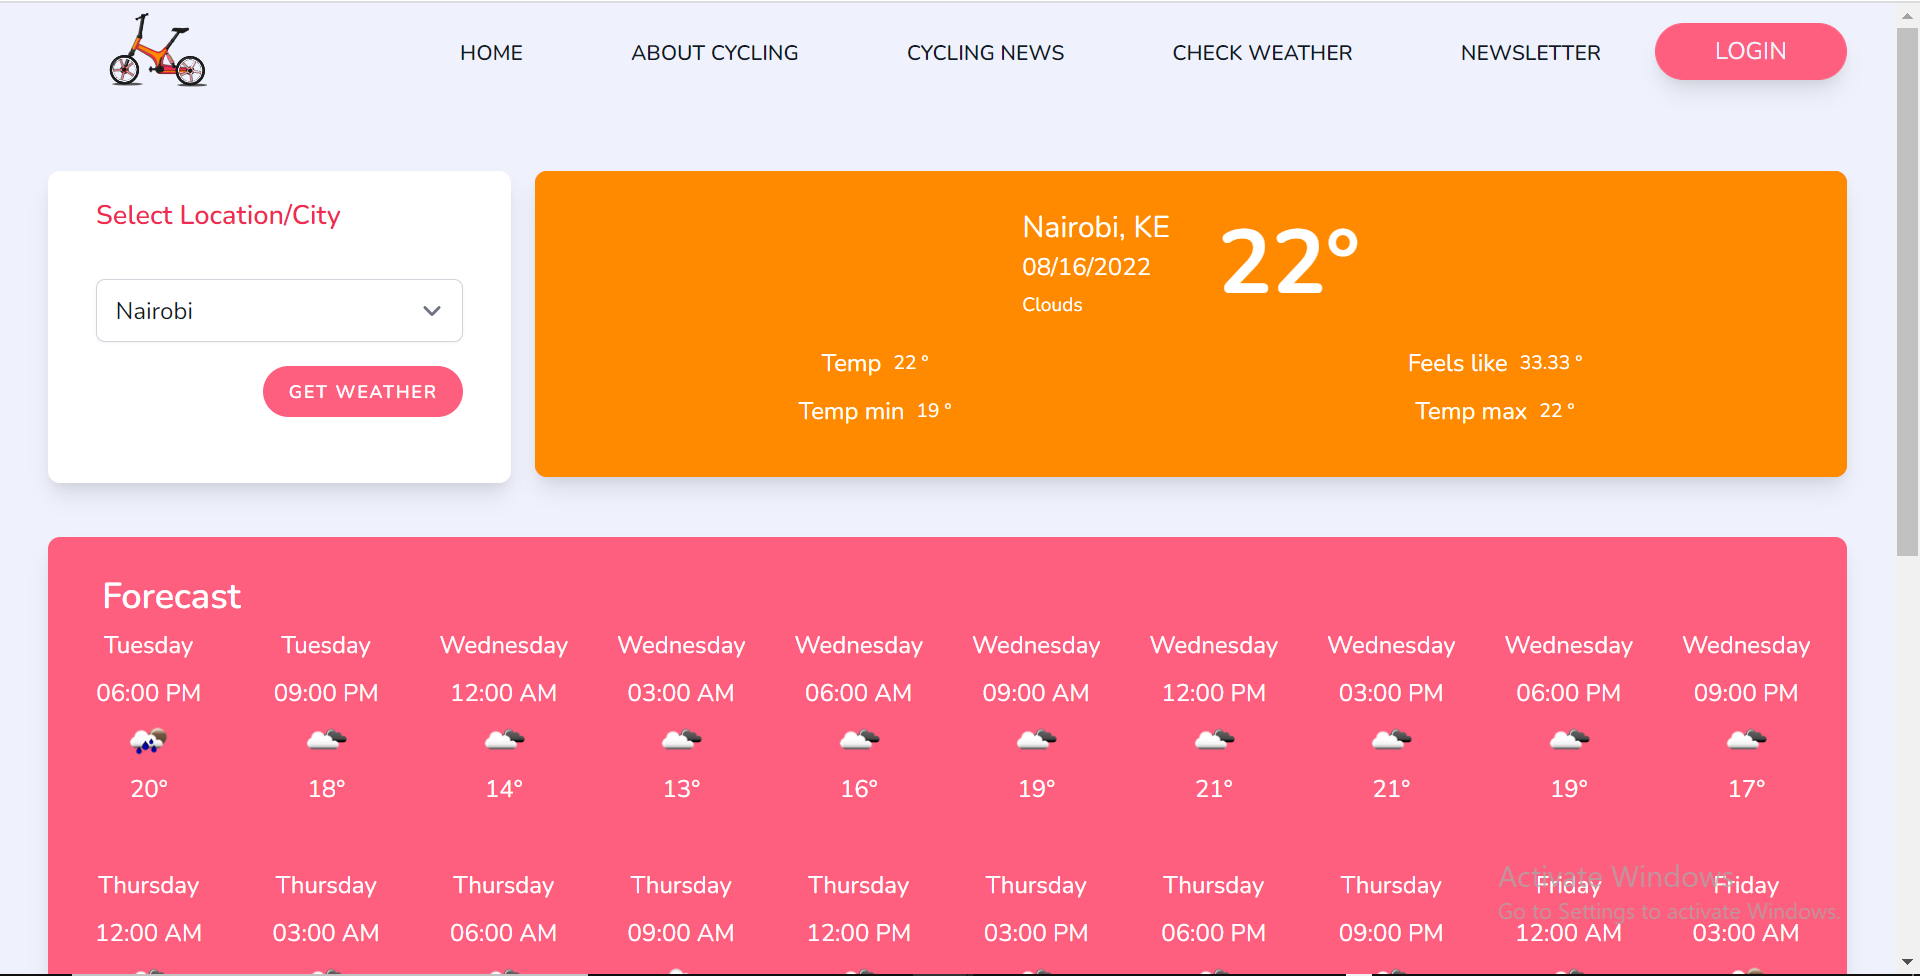 HOME ABOUT CYCLING CYCLING NEWS CHECK WEATHER NEWSLETTER LOGIN
Select Location/City
Nairobi
GET WEATHER
Nairobi, KE
08/16/2022
Clouds
22°
Temp 22 ° Feels like 33.33 °
Temp min 19 ° Temp max 22 °
Forecast
Tuesday Tuesday Wednesday Wednesday Wednesday Wednesday Wednesday Wednesday Wednesday Wednesday
06:00 PM 09:00 PM 12:00 AM 03:00 AM 06:00 AM 09:00 AM 12:00 PM 03:00 PM 06:00 PM 09:00 PM
20° 18° 14° 13° 16° 19° 21° 21° 19° 17°
Thursday Thursday Thursday Thursday Thursday Thursday Thursday Thursday Friday Friday
12:00 AM 03:00 AM 06:00 AM 09:00 AM 12:00 PM 03:00 PM 06:00 PM 09:00 PM 12:00 AM 03:00 AM
Activate Windows
Go to Settings to activate Windows.